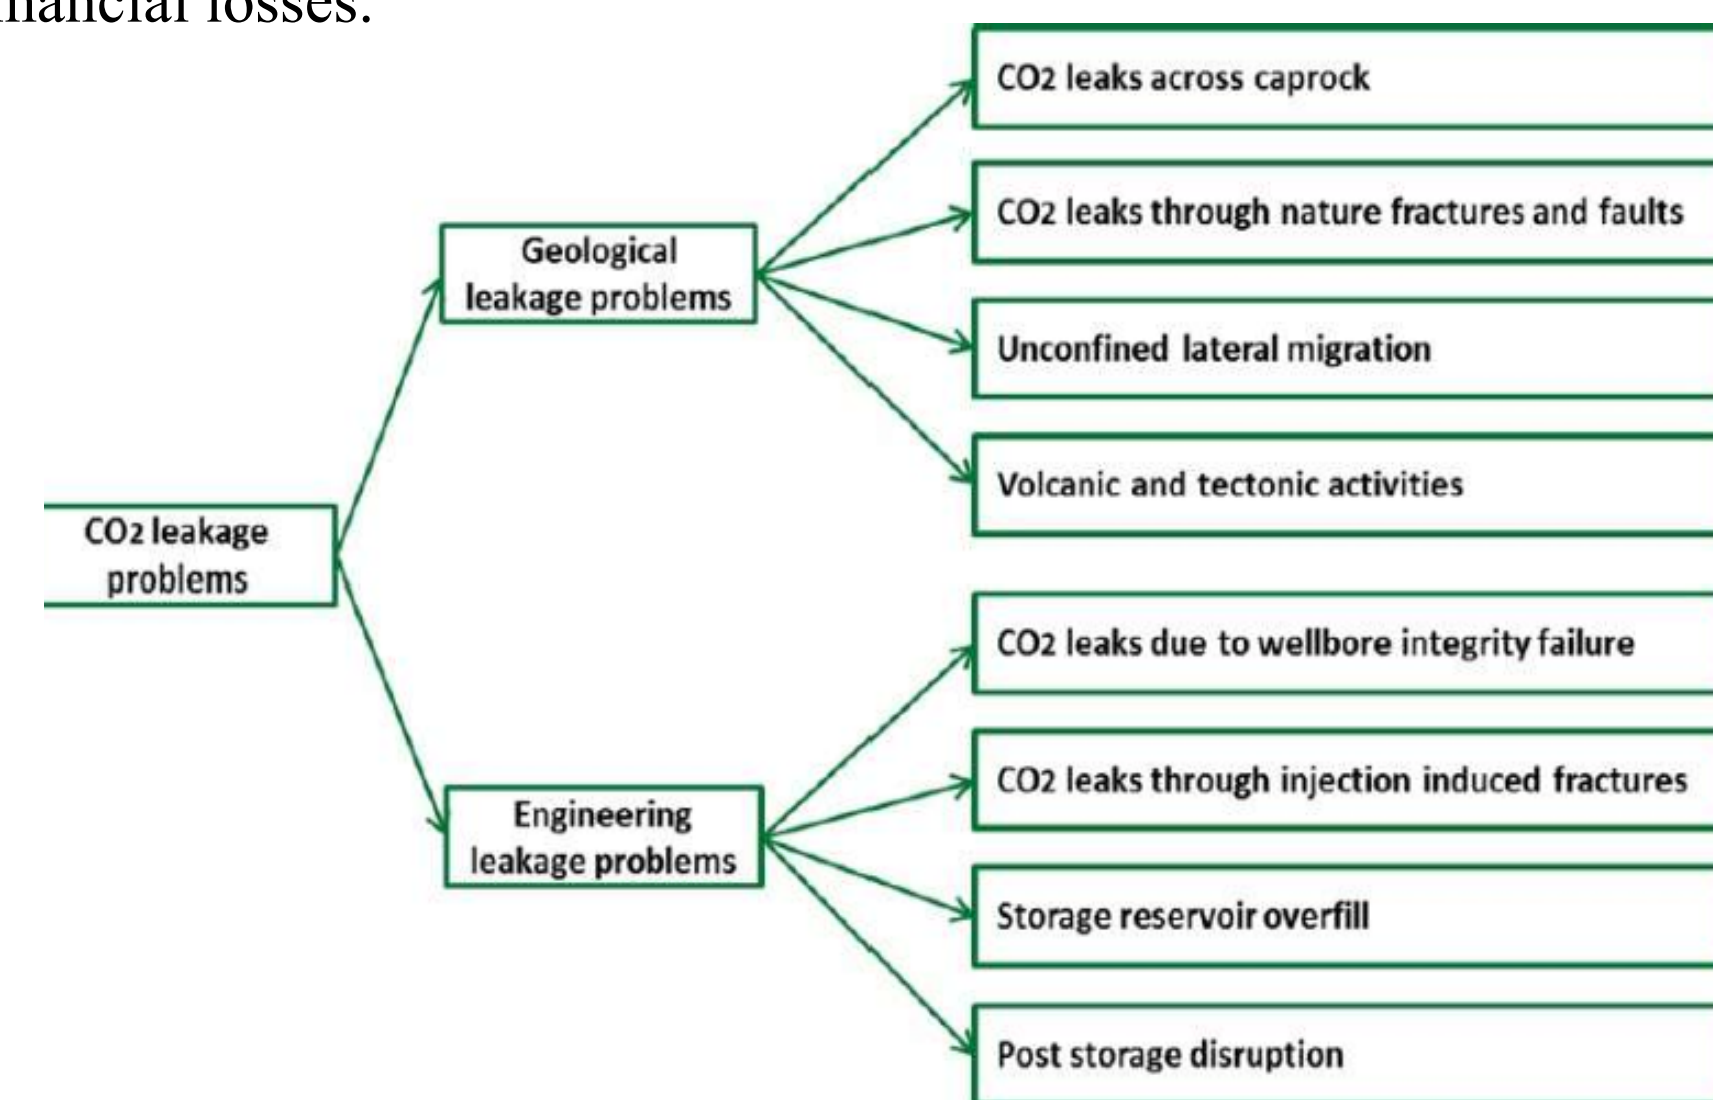 nancial losses.
CO2 leakage
problems
Geological
leakage problems
CO2 leaks across caprock
CO2 leaks through nature fractures and faults
Unconfined lateral migration
Volcanic and tectonic activities
Engineering
leakage problems
CO2 leaks due to wellbore integrity failure
CO2 leaks through injection induced fractures
Storage reservoir overfill
Post storage disruption